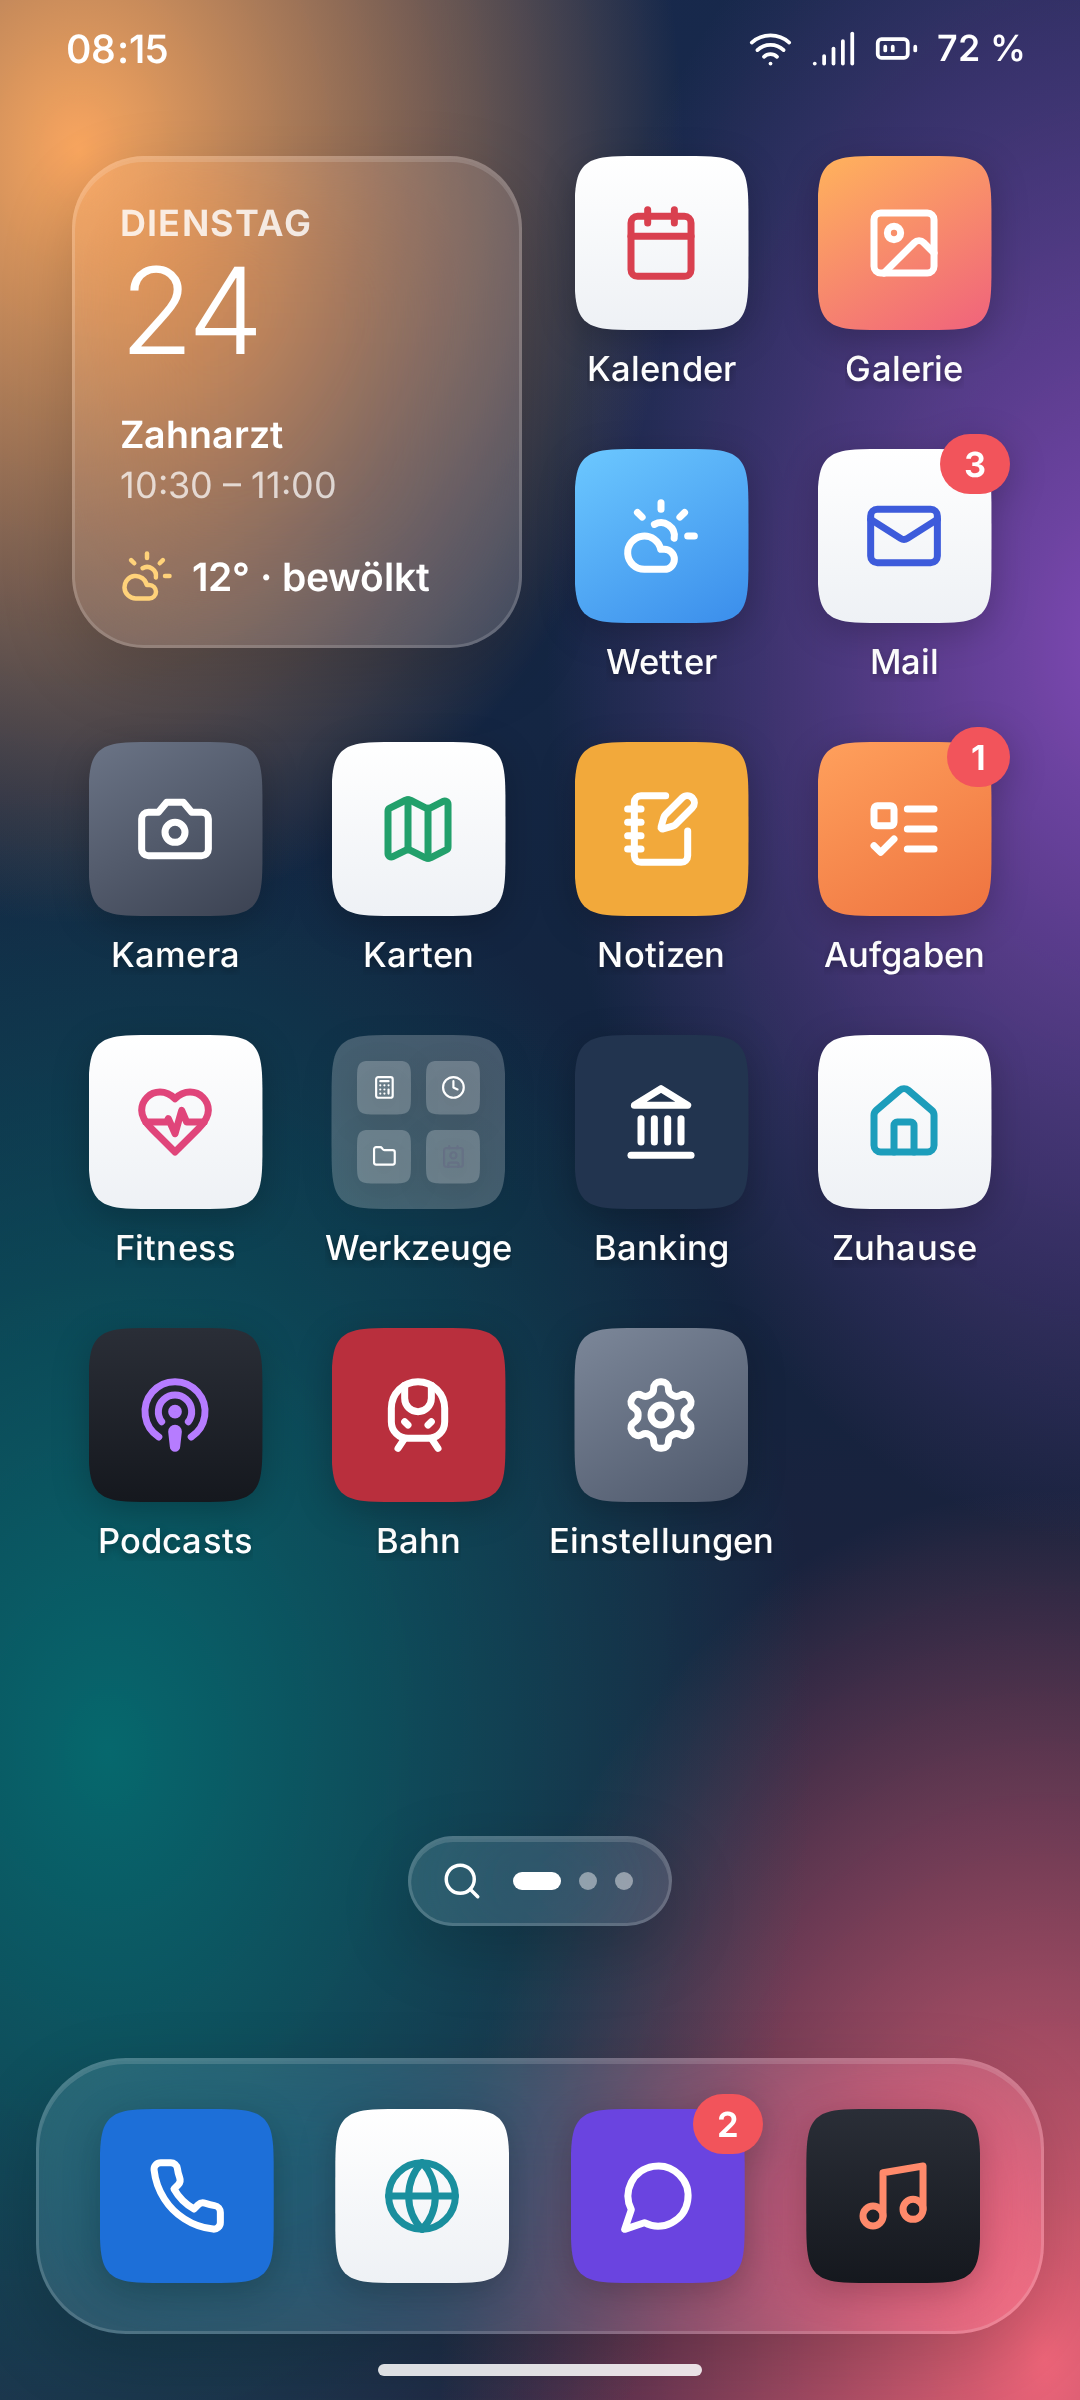 08:15
72 %
DIENSTAG
24
Zahnarzt
10:30 – 11:00
12° · bewölkt
Kalender
Galerie
3
Wetter
Mail
1
Kamera
Karten
Notizen
Aufgaben
Fitness
Werkzeuge
Banking
Zuhause
Podcasts
Bahn
Einstellungen
2